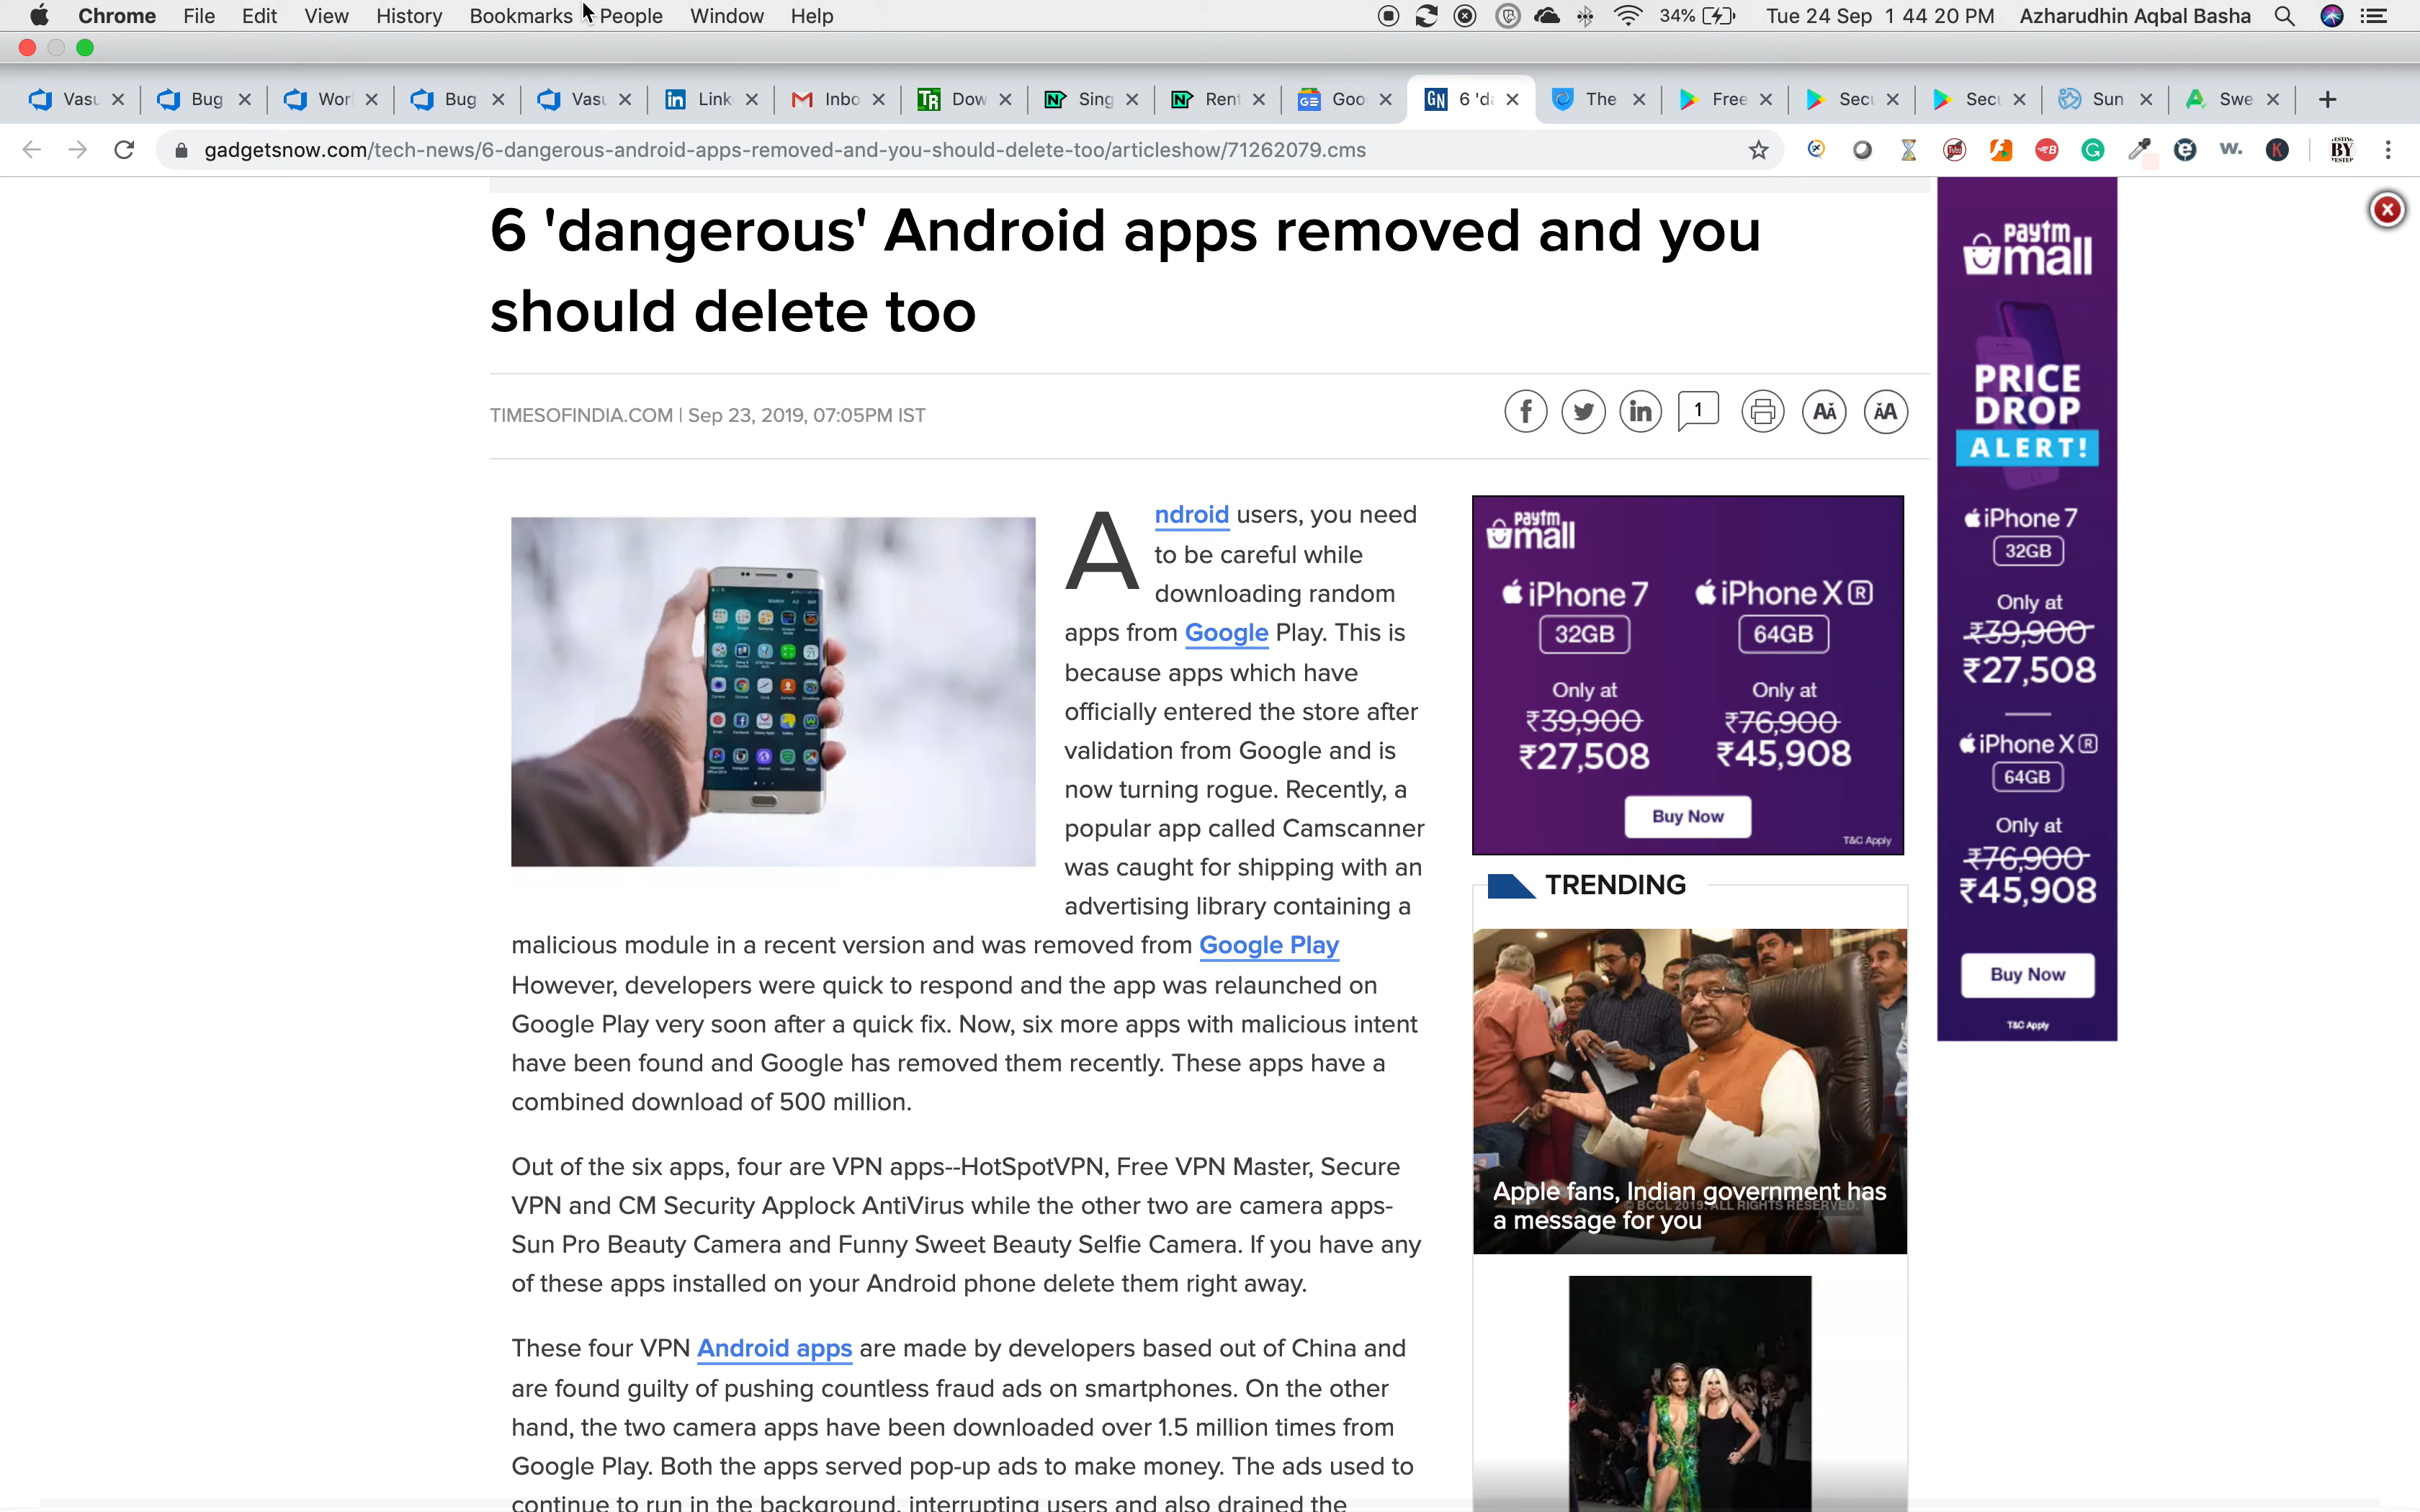 Chrome File Edit View History Bookmarks People Window Help 34% Tue 24 Sep 1 44 20 PM Azharudhin Aqbal Basha
Vasu Bug Wor Bug Vasu Link Inbo Dow Sing Rent Goo 6 'da The Free Secu Secu Sun Swe
gadgetsnow.com/tech-news/6-dangerous-android-apps-removed-and-you-should-delete-too/articleshow/71262079.cms
6 'dangerous' Android apps removed and you
should delete too
TIMESOFINDIA.COM | Sep 23, 2019, 07:05PM IST
1
Android users, you need
to be careful while
downloading random
apps from Google Play. This is
because apps which have
officially entered the store after
validation from Google and is
now turning rogue. Recently, a
popular app called Camscanner
was caught for shipping with an
advertising library containing a
malicious module in a recent version and was removed from Google Play
However, developers were quick to respond and the app was relaunched on
Google Play very soon after a quick fix. Now, six more apps with malicious intent
have been found and Google has removed them recently. These apps have a
combined download of 500 million.
Out of the six apps, four are VPN apps--HotSpotVPN, Free VPN Master, Secure
VPN and CM Security Applock AntiVirus while the other two are camera apps-
Sun Pro Beauty Camera and Funny Sweet Beauty Selfie Camera. If you have any
of these apps installed on your Android phone delete them right away.
These four VPN Android apps are made by developers based out of China and
are found guilty of pushing countless fraud ads on smartphones. On the other
hand, the two camera apps have been downloaded over 1.5 million times from
Google Play. Both the apps served pop-up ads to make money. The ads used to
continue to run in the background, interrupting users and also drained the
paytm
mall
iPhone 7 iPhone XR
32GB 64GB
Only at Only at
₹39,900 ₹76,900
₹27,508 ₹45,908
Buy Now
T&C Apply
TRENDING
© BCCL 2019. ALL RIGHTS RESERVED.
Apple fans, Indian government has
a message for you
paytm
mall
PRICE
DROP
ALERT!
iPhone 7
32GB
Only at
₹39,900
₹27,508
iPhone XR
64GB
Only at
₹76,900
₹45,908
Buy Now
T&C Apply